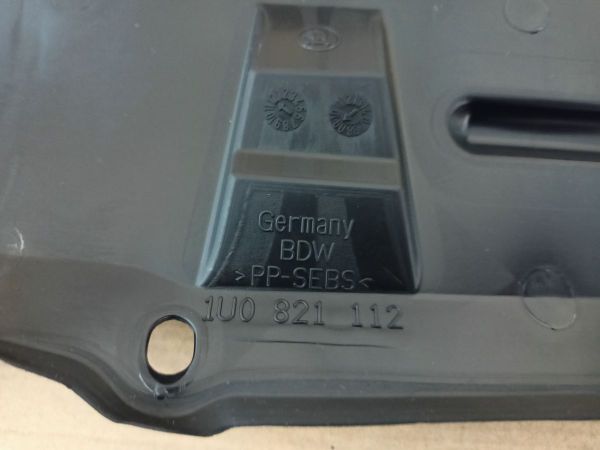 Germany
BDW
>PP-SEBS<
1U0 821 112